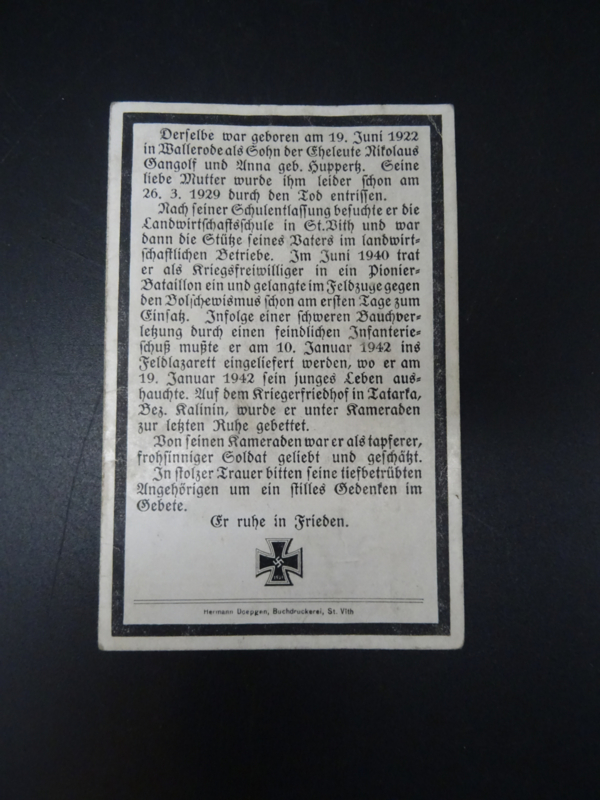 Derselbe war geboren am 19. Juni 1922
in Wallerode als Sohn der Eheleute Nikolaus
Gangolf und Anna geb. Huppertz. Seine
liebe Mutter wurde ihm leider schon am
26. 3. 1929 durch den Tod entrissen.
Nach seiner Schulentlassung besuchte er die
Landwirtschaftsschule in St.Vith und war
dann die Stütze seines Vaters im landwirt-
schaftlichen Betriebe. Im Juni 1940 trat
er als Kriegsfreiwilliger in ein Pionier-
Bataillon ein und gelangte im Feldzuge gegen
den Bolschewismus schon am ersten Tage zum
Einsatz. Infolge einer schweren Bauchver-
letzung durch einen feindlichen Infanterie-
schuß mußte er am 10. Januar 1942 ins
Feldlazarett eingeliefert werden, wo er am
19. Januar 1942 sein junges Leben aus-
hauchte. Auf dem Kriegerfriedhof in Tatarka,
Bez. Kalinin, wurde er unter Kameraden
zur letzten Ruhe gebettet.
Von seinen Kameraden war er als tapferer,
frohsinniger Soldat geliebt und geschätzt.
In stolzer Trauer bitten seine tiefbetrübten
Angehörigen um ein stilles Gedenken im
Gebete.
Er ruhe in Frieden.
Hermann Doepgen, Buchdruckerei, St. Vith